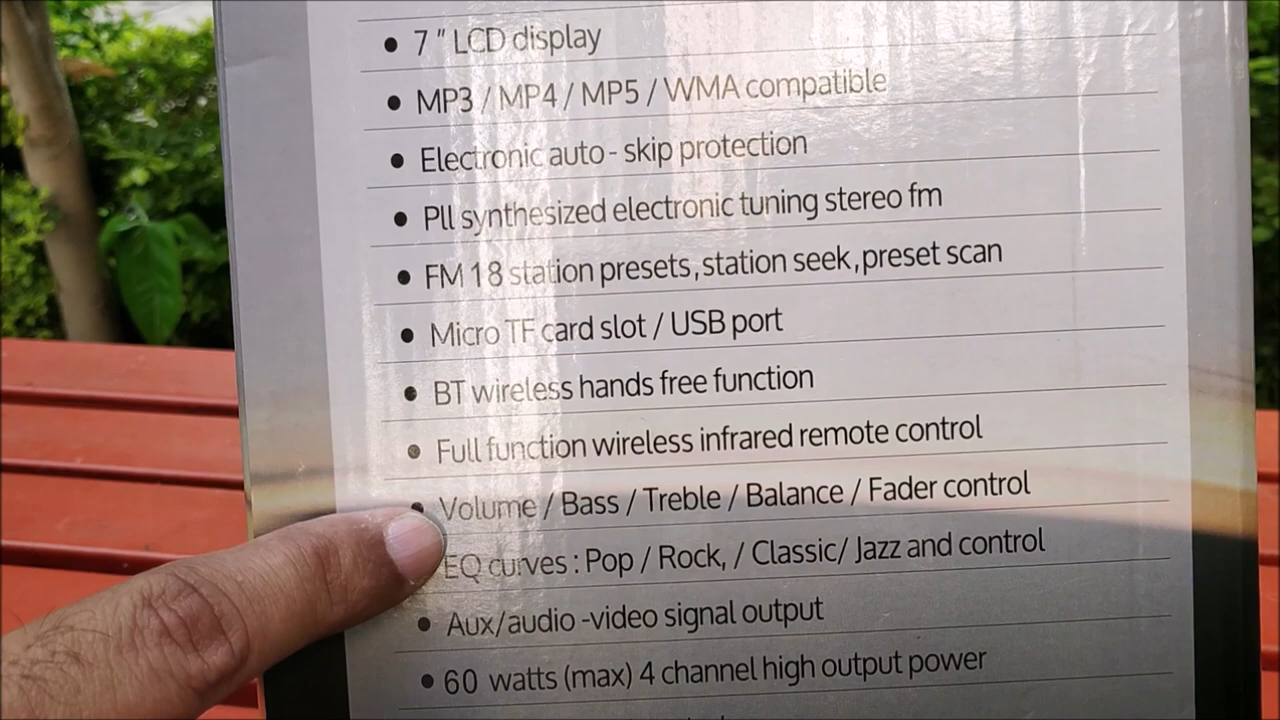 • 7 " LCD display
• MP3 / MP4 / MP5 / WMA compatible
• Electronic auto - skip protection
• Pll synthesized electronic tuning stereo fm
• FM 18 station presets, station seek, preset scan
• Micro TF card slot / USB port
• BT wireless hands free function
• Full function wireless infrared remote control
• Volume / Bass / Treble / Balance / Fader control
EQ curves : Pop / Rock, / Classic/ Jazz and control
• Aux/audio -video signal output
• 60 watts (max) 4 channel high output power